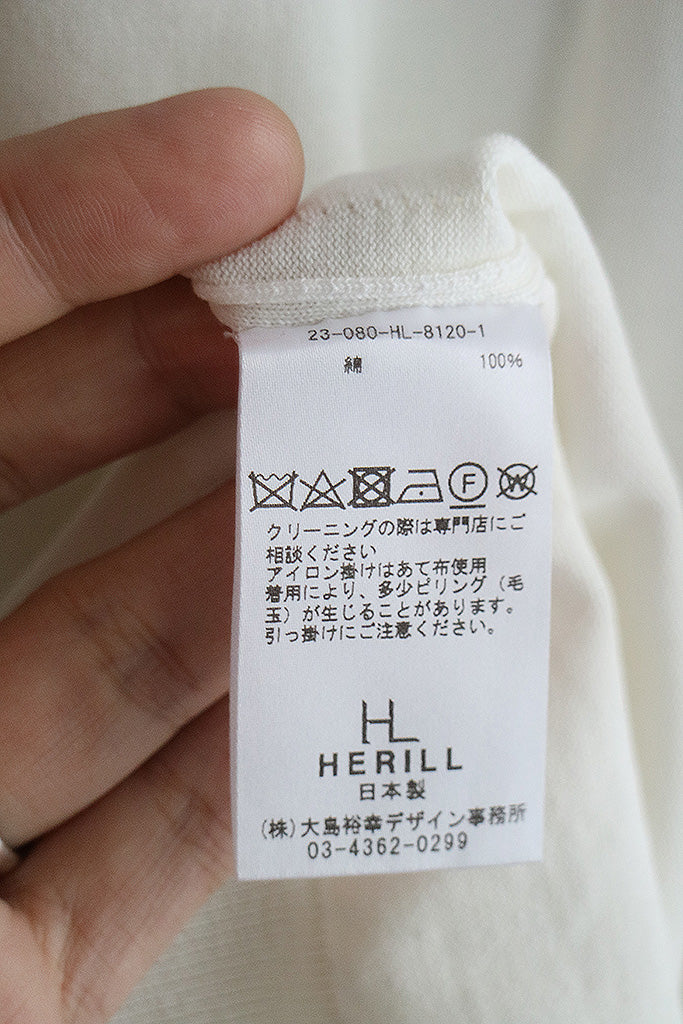 23-080-HL-8120-1
綿 100%
F W
クリーニングの際は専門店にご
相談ください
アイロン掛けはあて布使用
着用により、多少ピリング（毛
玉）が生じることがあります。
引っ掛けにご注意ください。
HL
HERILL
日本製
(株)大島裕幸デザイン事務所
03-4362-0299